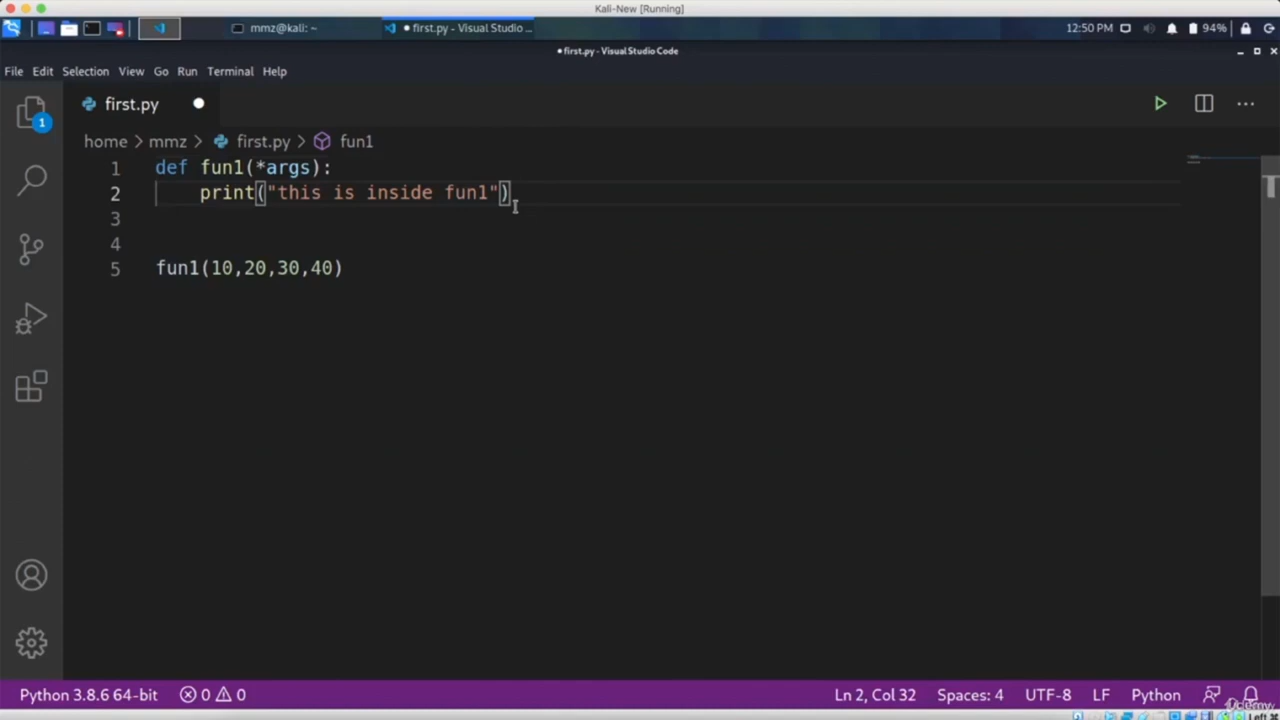 Kali-New [Running]
mmz@kali: ~
● first.py - Visual Studio ...
12:50 PM
94%
● first.py - Visual Studio Code
File Edit Selection View Go Run Terminal Help
first.py
home > mmz > first.py > fun1
1 def fun1(*args):
2 print("this is inside fun1")
3
4
5 fun1(10,20,30,40)
1
Python 3.8.6 64-bit
0
0
Ln 2, Col 32
Spaces: 4
UTF-8
LF
Python
Udemy
Left ⌘